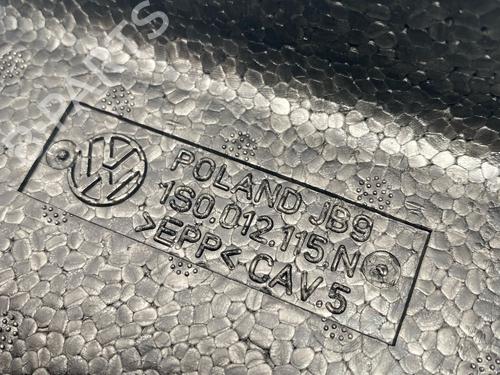 POLAND JB9
1S0.012.115.N
>EPP< CAV.5